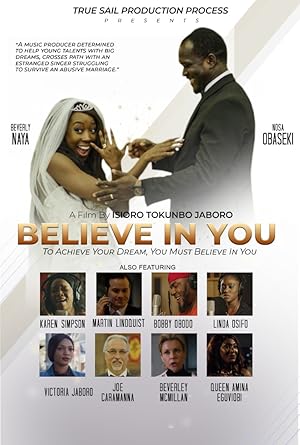 TRUE SAIL PRODUCTION PROCESS
PRESENTS
"A MUSIC PRODUCER DETERMINED
TO HELP YOUNG TALENTS WITH BIG
DREAMS, CROSSES PATH WITH AN
ESTRANGED SINGER STRUGGLING
TO SURVIVE AN ABUSIVE MARRIAGE."
BEVERLY
NAYA
NOSA
OBASEKI
A Film By ISIORO TOKUNBO JABORO
BELIEVE IN YOU
TO ACHIEVE YOUR DREAM, YOU MUST BELIEVE IN YOU
ALSO FEATURING
KAREN SIMPSON
MARTIN LINDQUIST
BOBBY OBODO
LINDA OSIFO
VICTORIA JABORO
JOE
CARAMANNA
BEVERLEY
MCMILLAN
QUEEN AMINA
EGUVIOBI